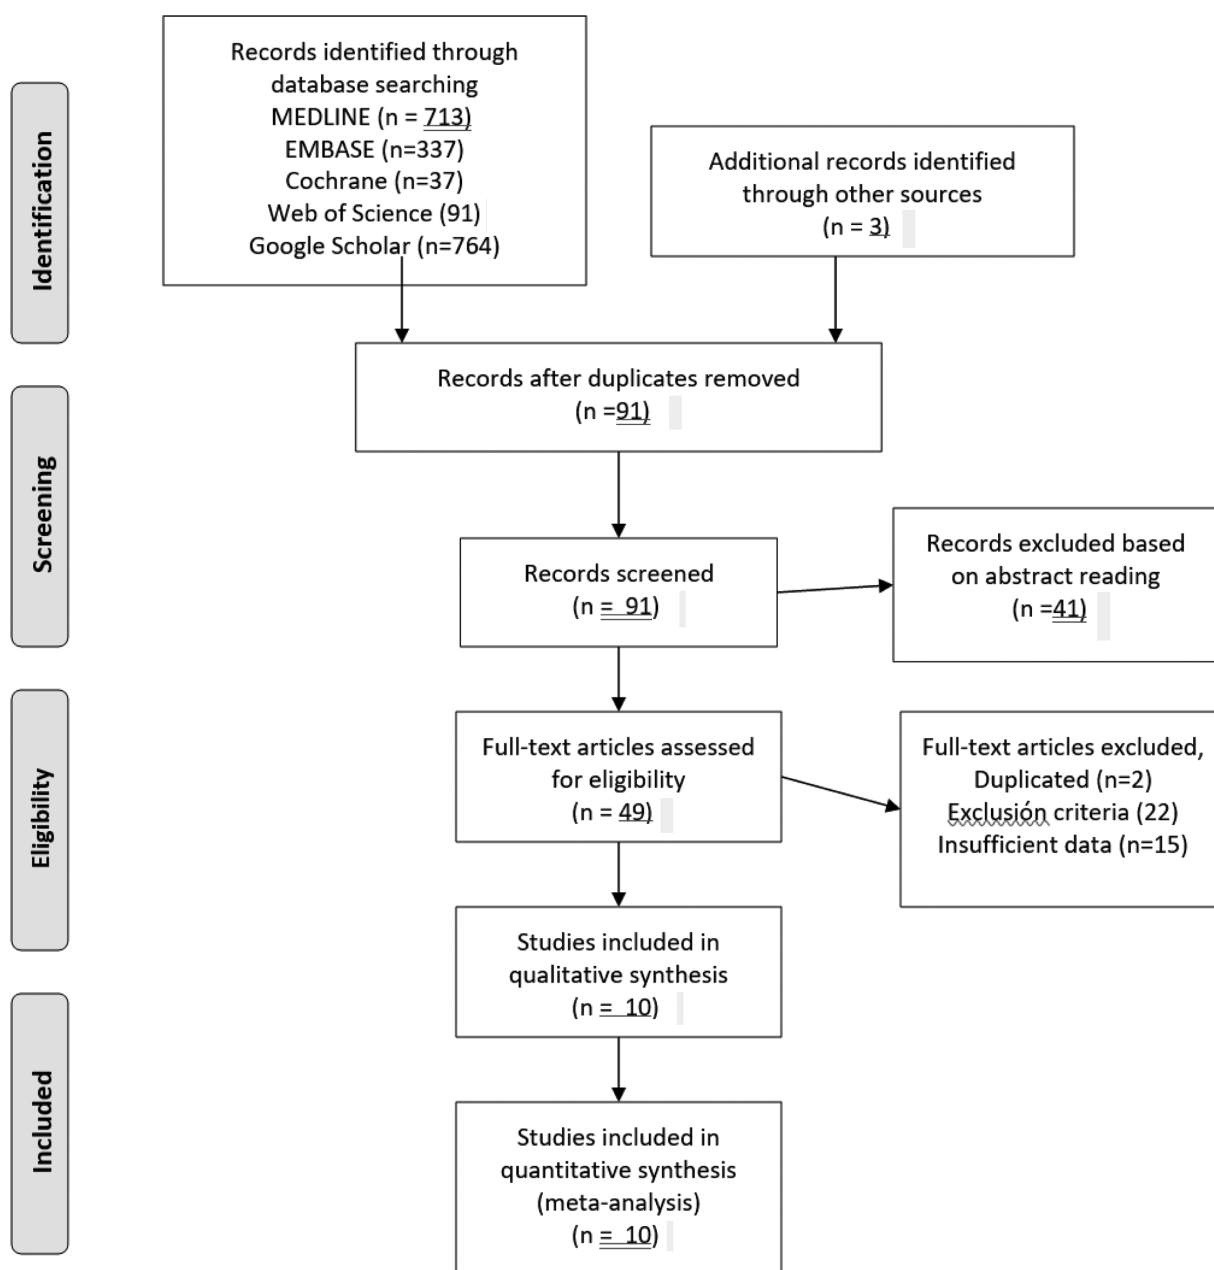 Identification
Records identified through
database searching
MEDLINE (n = 713)
EMBASE (n=337)
Cochrane (n=37)
Web of Science (91)
Google Scholar (n=764)
Additional records identified
through other sources
(n = 3)
Records after duplicates removed
(n =91)
Screening
Records screened
(n = 91)
Records excluded based
on abstract reading
(n =41)
Eligibility
Full-text articles assessed
for eligibility
(n = 49)
Full-text articles excluded,
Duplicated (n=2)
Exclusión criteria (22)
Insufficient data (n=15)
Studies included in
qualitative synthesis
(n = 10)
Included
Studies included in
quantitative synthesis
(meta-analysis)
(n = 10)